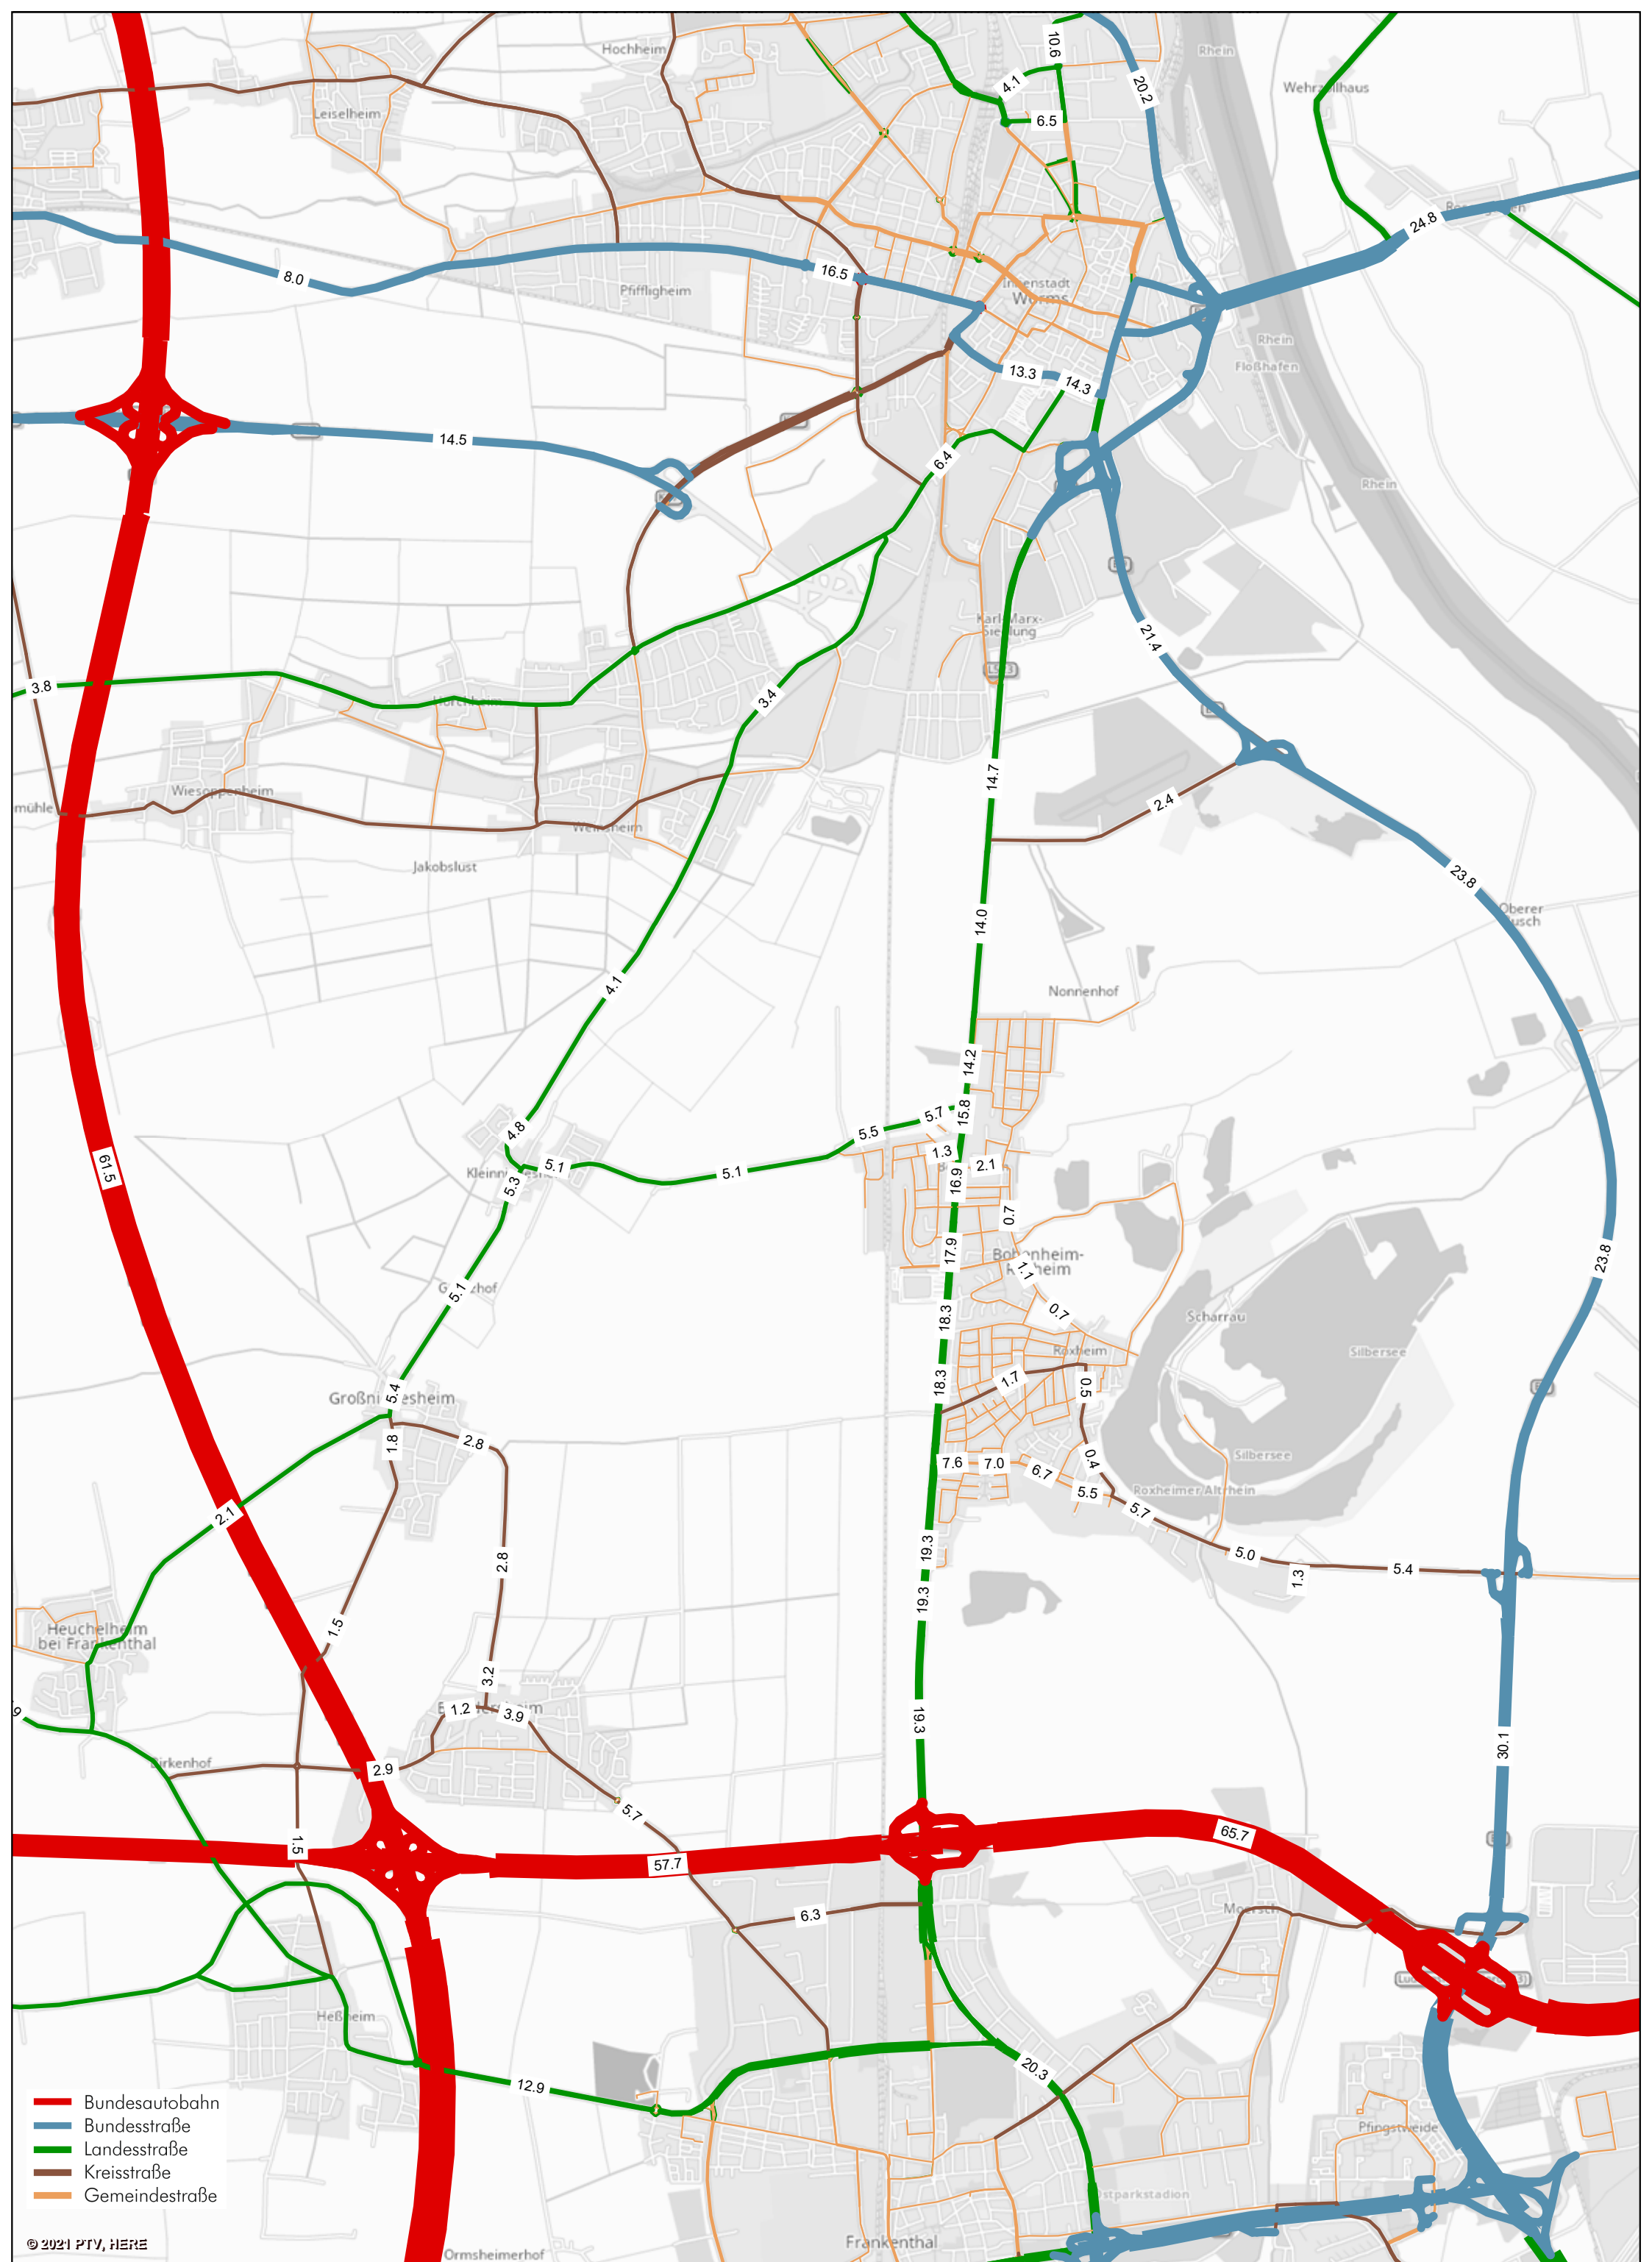 Hochheim
10.6
Rhein
4.1
20.2
Leiselheim
6.5
24.8
8.0
16.5
Pfiffligheim
Worms
Rhein
Floßhafen
13.3
14.3
14.5
6.4
Rhein
21.4
Karl-Marx-
Siedlung
3.8
3.4
14.7
Wiesoppenheim
2.4
Jakobslust
23.8
Oberer
Busch
14.0
4.1
Nonnenhof
14.2
4.8
5.7
15.8
5.5
61.5
5.1
1.3
2.1
5.1
5.3
16.9
0.7
17.9
Bobenheim-
Roxheim
1.1
23.8
5.1
18.3
0.7
Scharrau
Roxheim
Silbersee
5.4
18.3
1.7
0.5
1.8
2.8
0.4
Silbersee
7.6
7.0
6.7
5.5
Roxheimer Altrhein
5.7
2.1
2.8
19.3
5.0
5.4
1.3
19.3
1.5
Heuchelheim
bei Frankenthal
3.2
1.2
3.9
19.3
30.1
Birkenhof
2.9
5.7
65.7
1.5
57.7
6.3
Moersch
Heßheim
20.3
12.9
Bundesautobahn
Bundesstraße
Landesstraße
Kreisstraße
Gemeindestraße
Pfingstweide
Ostparkstadion
Frankenthal
Ormsheimerhof
© 2021 PTV, HERE